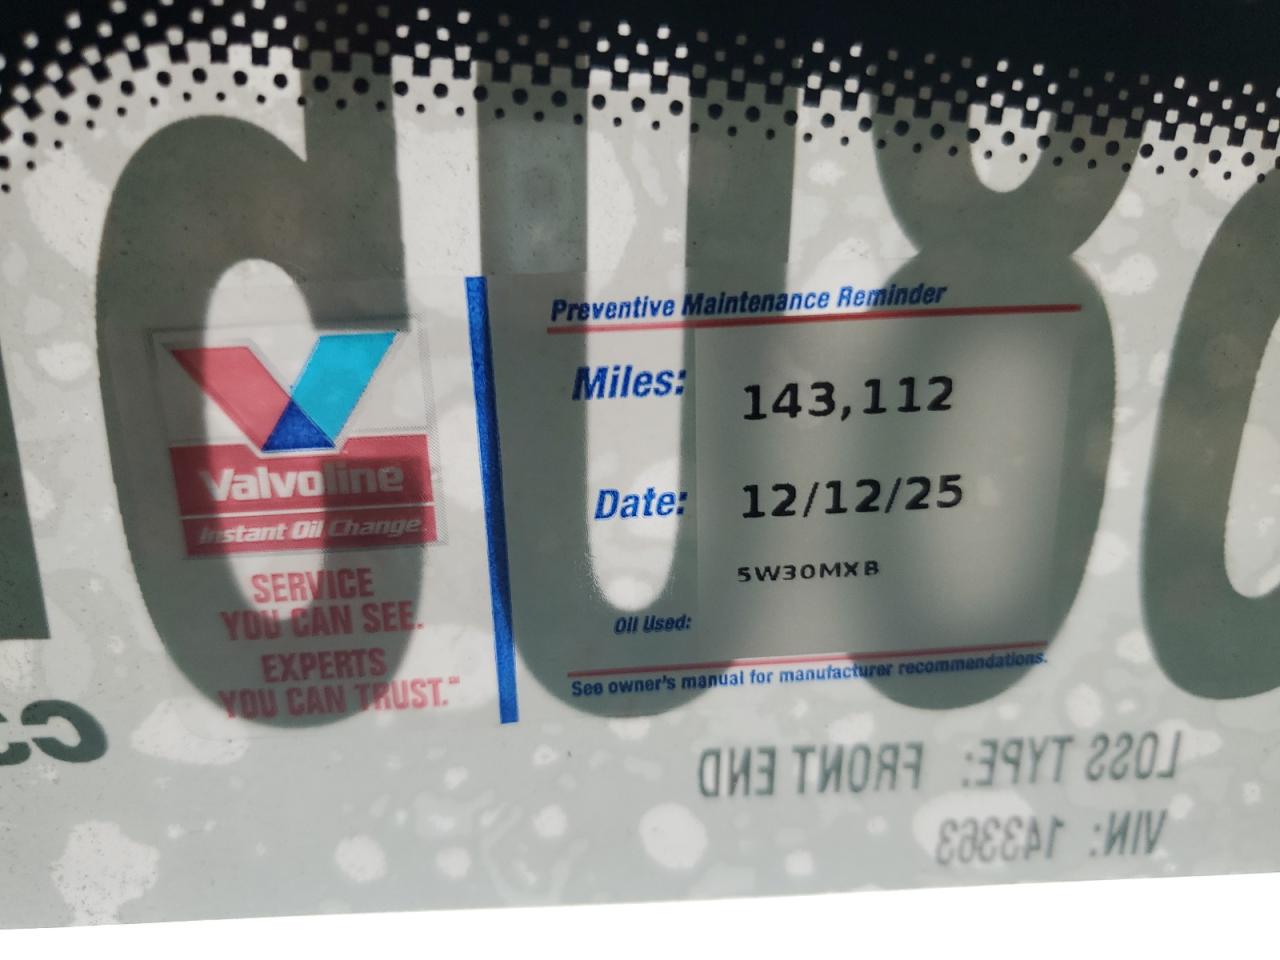 Preventive Maintenance Reminder
Miles: 143,112
Date: 12/12/25
5W30MXB
Oil Used:
See owner's manual for manufacturer recommendations.
Valvoline
Instant Oil Change
SERVICE
YOU CAN SEE.
EXPERTS
YOU CAN TRUST.℠
LOSS TYPE: FRONT END
VIN: 143363